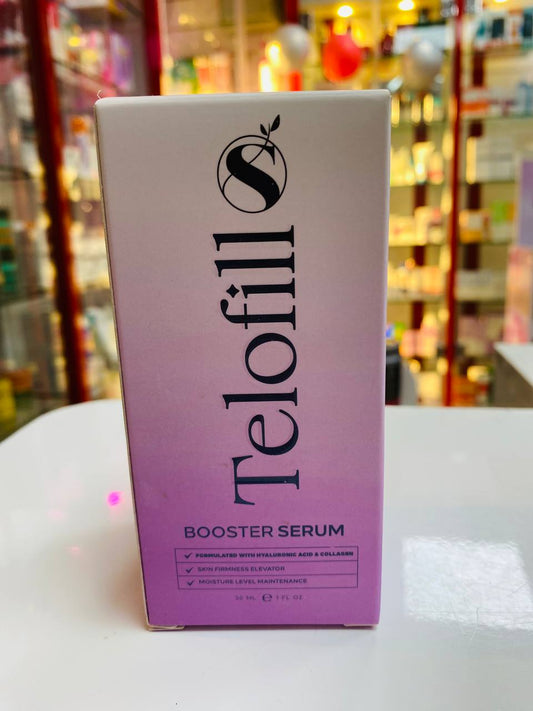 Telofill
BOOSTER SERUM
FORMULATED WITH HYALURONIC ACID & COLLAGEN
SKIN FIRMNESS ELEVATOR
MOISTURE LEVEL MAINTENANCE
30 ML ℮ 1 FL OZ